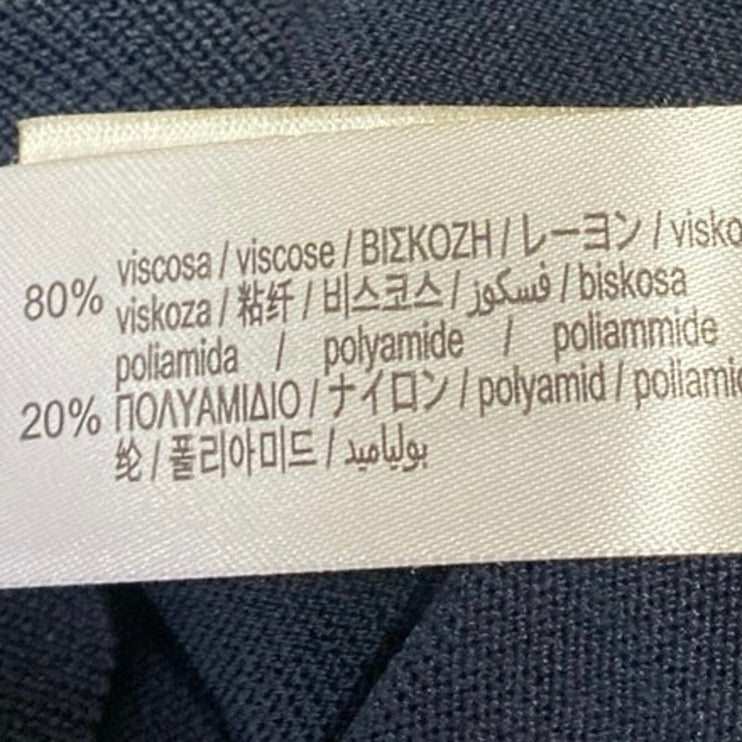 80% viscosa / viscose / ΒΙΣΚΟΖΗ / レーヨン / visko
viskoza / 粘纤 / 비스코스 / فسكوز / biskosa
20% poliamida / polyamide / poliammide
ΠΟΛΥΑΜΙΔΙΟ / ナイロン / polyamid / poliami
纶 / 폴리아미드 / بولياميد